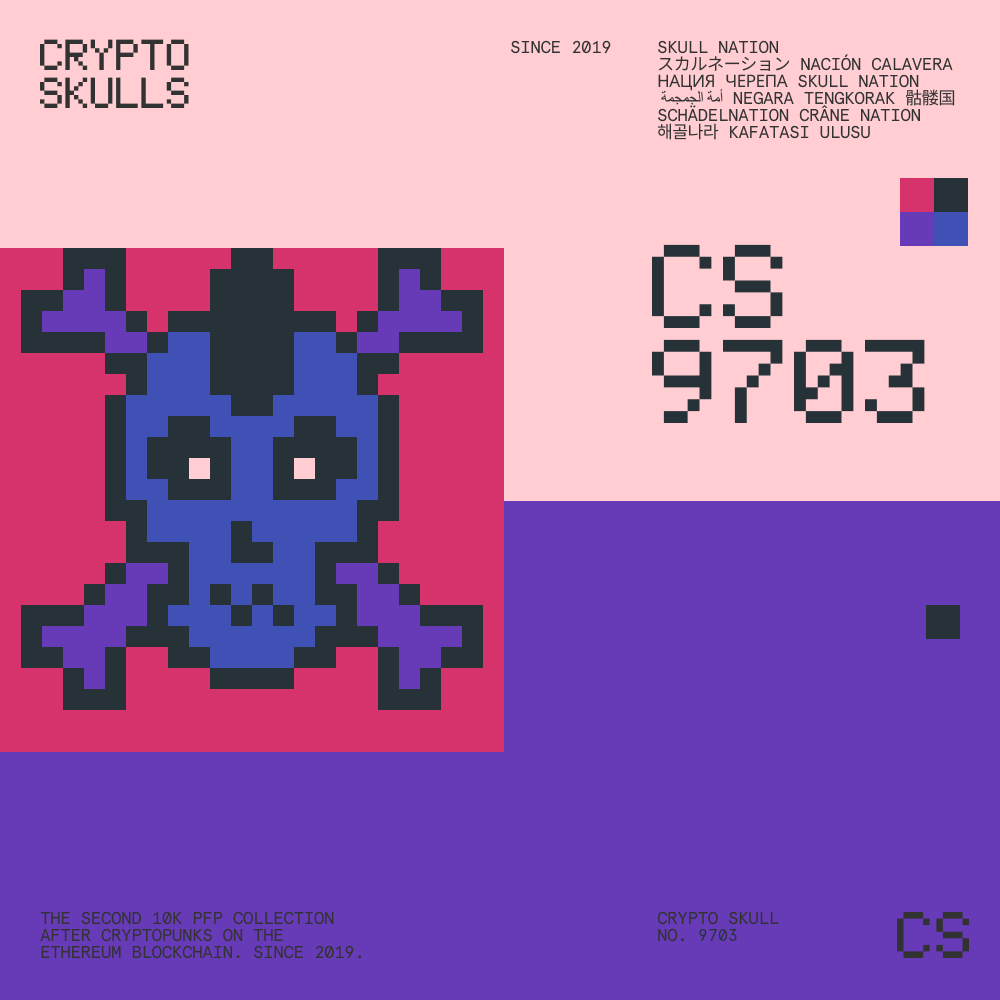 CRYPTO
SKULLS
SINCE 2019
SKULL NATION
スカルネーション NACIÓN CALAVERA
НАЦИЯ ЧЕРЕПА SKULL NATION
أمة الجمجمة NEGARA TENGKORAK 骷髅国
SCHÄDELNATION CRÂNE NATION
해골나라 KAFATASI ULUSU
CS
9703
THE SECOND 10K PFP COLLECTION
AFTER CRYPTOPUNKS ON THE
ETHEREUM BLOCKCHAIN. SINCE 2019.
CRYPTO SKULL
NO. 9703
CS